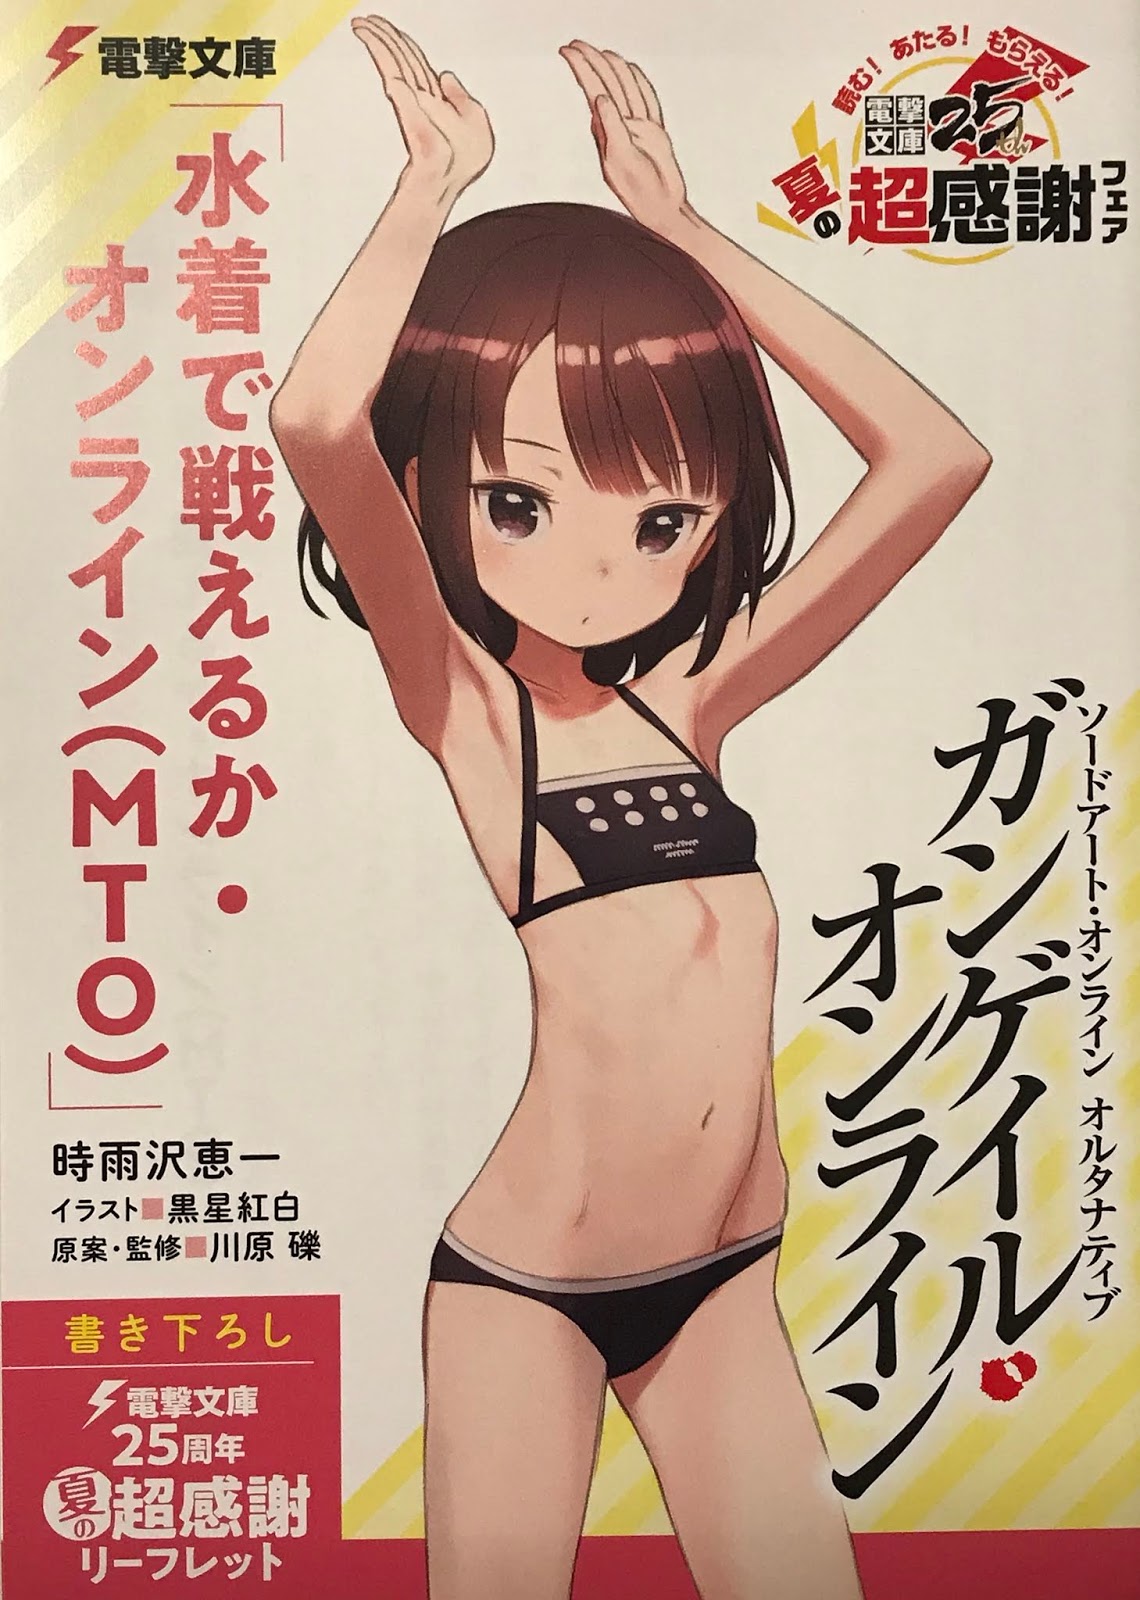 電撃文庫
「水着で戦えるか・
オンライン(MTO)」
時雨沢恵一
イラスト■黒星紅白
原案・監修■川原 礫
書き下ろし
電撃文庫
25周年
夏の超感謝
リーフレット
読む! あたる! もらえる!
電撃
文庫
25th
夏の超感謝フェア
ソードアート・オンライン オルタナティブ
ガンゲイル・
オンライン